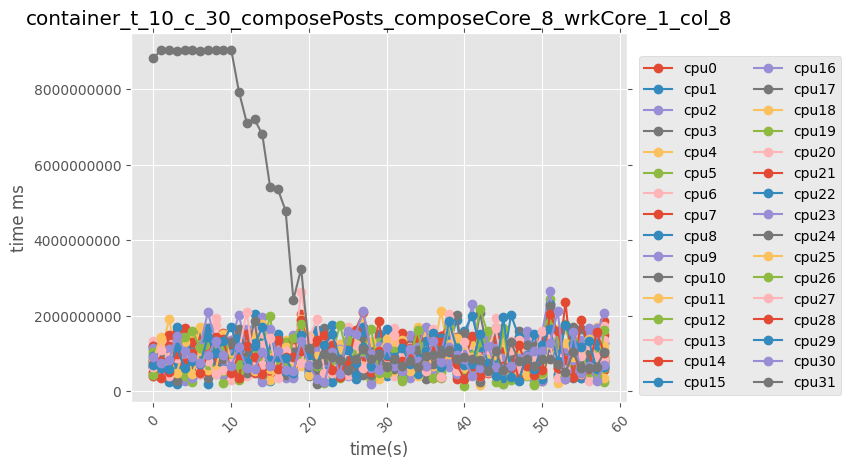 container_t_10_c_30_composePosts_composeCore_8_wrkCore_1_col_8
time ms
8000000000
6000000000
4000000000
2000000000
0
0
10
20
30
40
50
60
time(s)
cpu0
cpu1
cpu2
cpu3
cpu4
cpu5
cpu6
cpu7
cpu8
cpu9
cpu10
cpu11
cpu12
cpu13
cpu14
cpu15
cpu16
cpu17
cpu18
cpu19
cpu20
cpu21
cpu22
cpu23
cpu24
cpu25
cpu26
cpu27
cpu28
cpu29
cpu30
cpu31